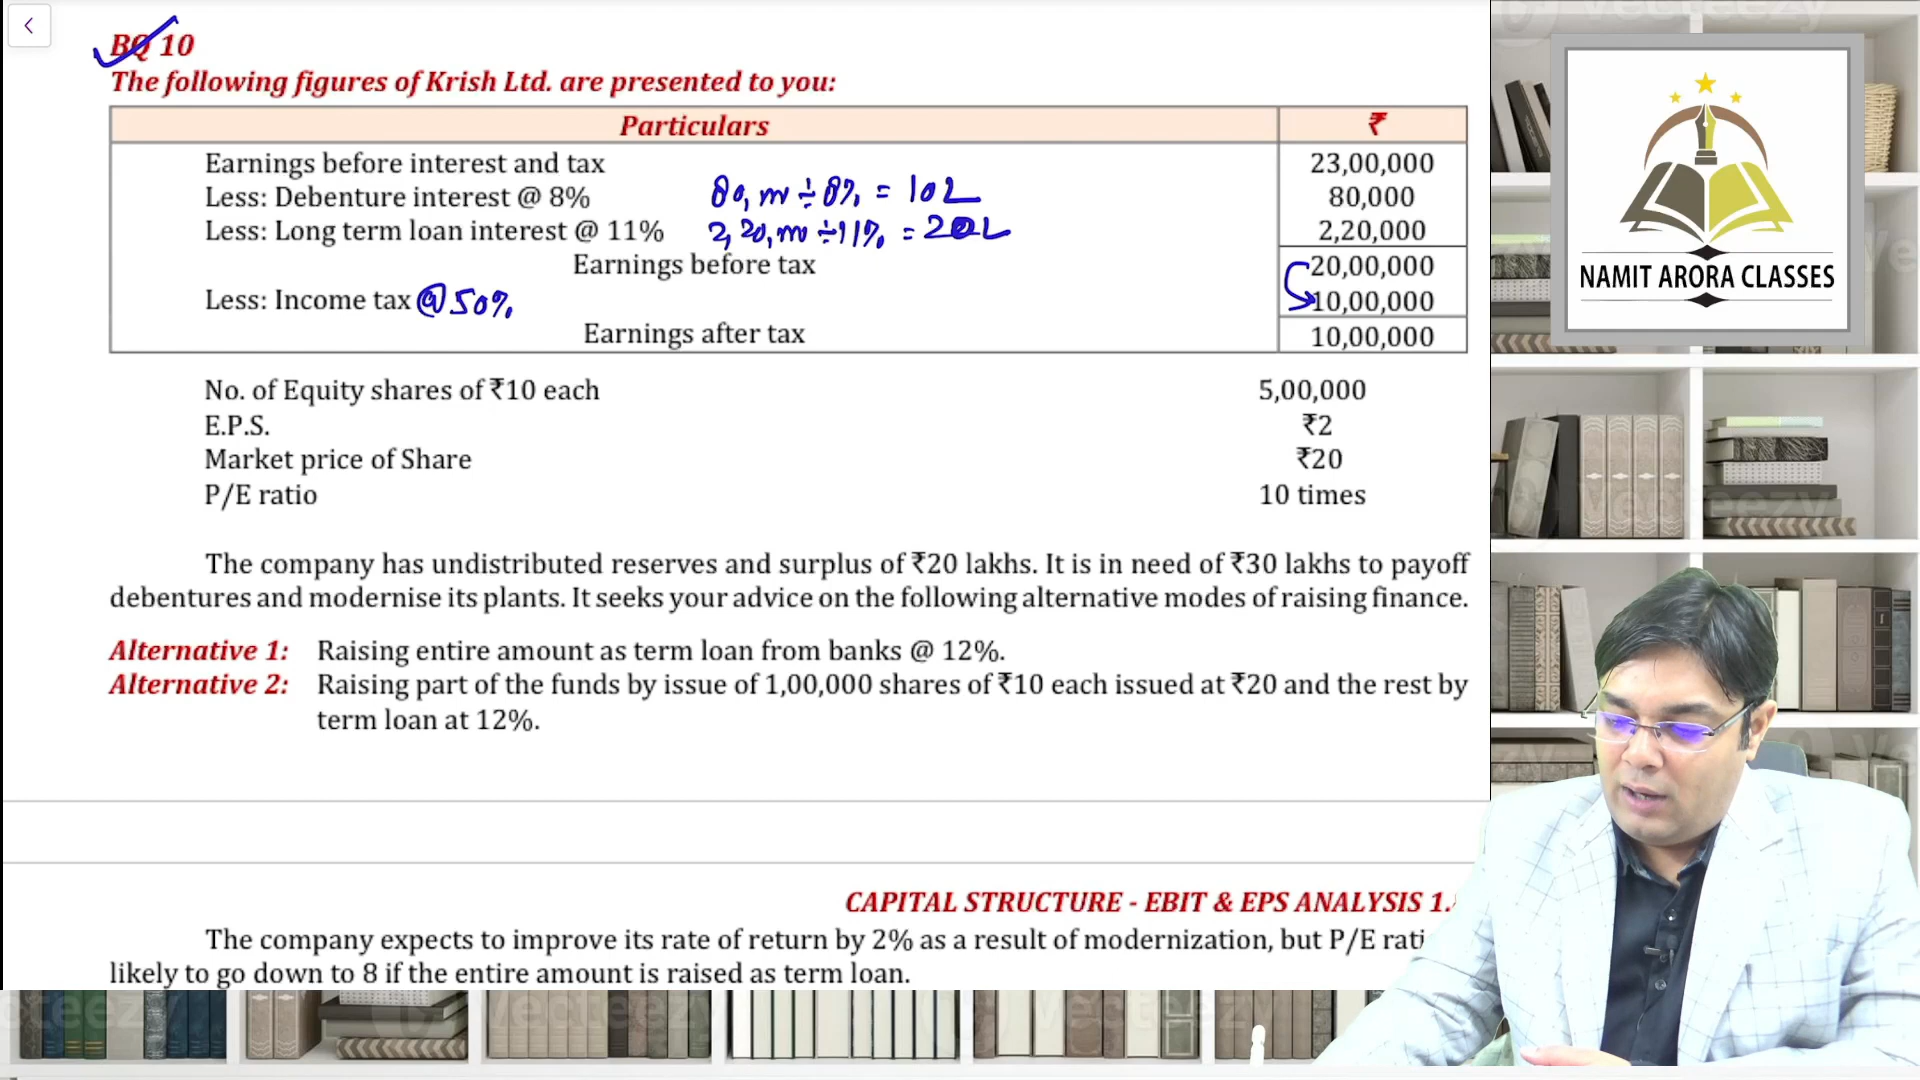 BQ 10
The following figures of Krish Ltd. are presented to you:
Particulars ₹
Earnings before interest and tax 23,00,000
Less: Debenture interest @ 8% 80,m ÷ 8% = 10L 80,000
Less: Long term loan interest @ 11% 2,20,m ÷ 11% = 20L 2,20,000
Earnings before tax 20,00,000
Less: Income tax @ 50% 10,00,000
Earnings after tax 10,00,000
No. of Equity shares of ₹10 each 5,00,000
E.P.S. ₹2
Market price of Share ₹20
P/E ratio 10 times
The company has undistributed reserves and surplus of ₹20 lakhs. It is in need of ₹30 lakhs to payoff
debentures and modernise its plants. It seeks your advice on the following alternative modes of raising finance.
Alternative 1: Raising entire amount as term loan from banks @ 12%.
Alternative 2: Raising part of the funds by issue of 1,00,000 shares of ₹10 each issued at ₹20 and the rest by
term loan at 12%.
CAPITAL STRUCTURE - EBIT & EPS ANALYSIS 1.
The company expects to improve its rate of return by 2% as a result of modernization, but P/E rati
likely to go down to 8 if the entire amount is raised as term loan.
NAMIT ARORA CLASSES